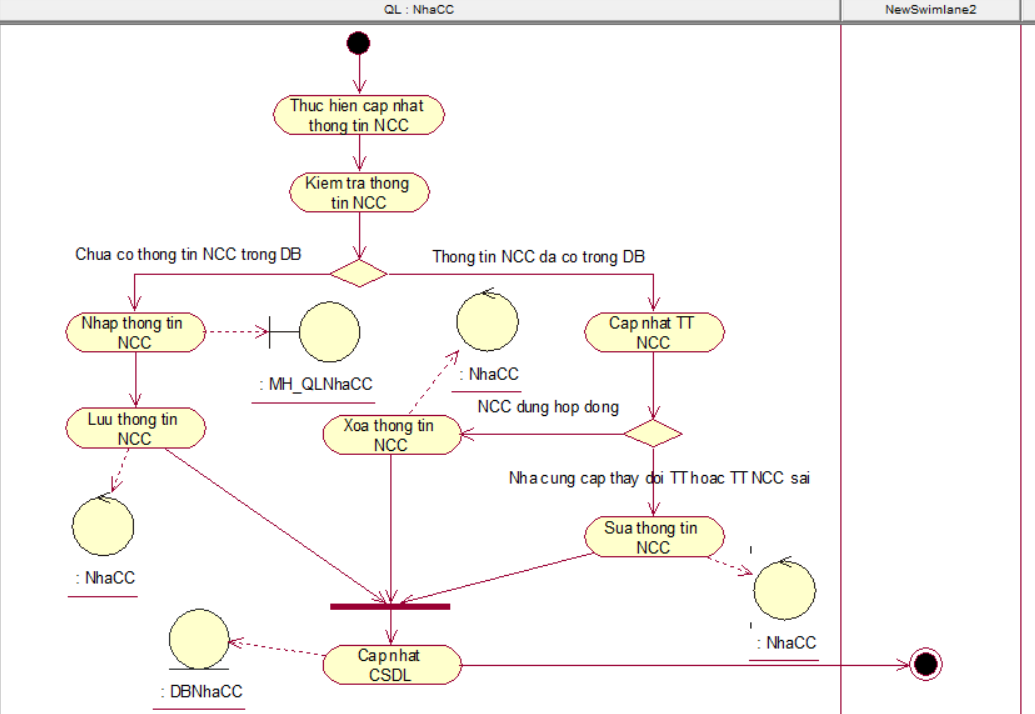 QL : NhaCC
NewSwimlane2
Thuc hien cap nhat
thong tin NCC
Kiem tra thong
tin NCC
Chua co thong tin NCC trong DB
Thong tin NCC da co trong DB
Nhap thong tin
NCC
: MH_QLNhaCC
: NhaCC
Cap nhat TT
NCC
NCC dung hop dong
Luu thong tin
NCC
Xoa thong tin
NCC
Nha cung cap thay doi TT hoac TT NCC sai
Sua thong tin
NCC
: NhaCC
: NhaCC
Cap nhat
CSDL
: DBNhaCC